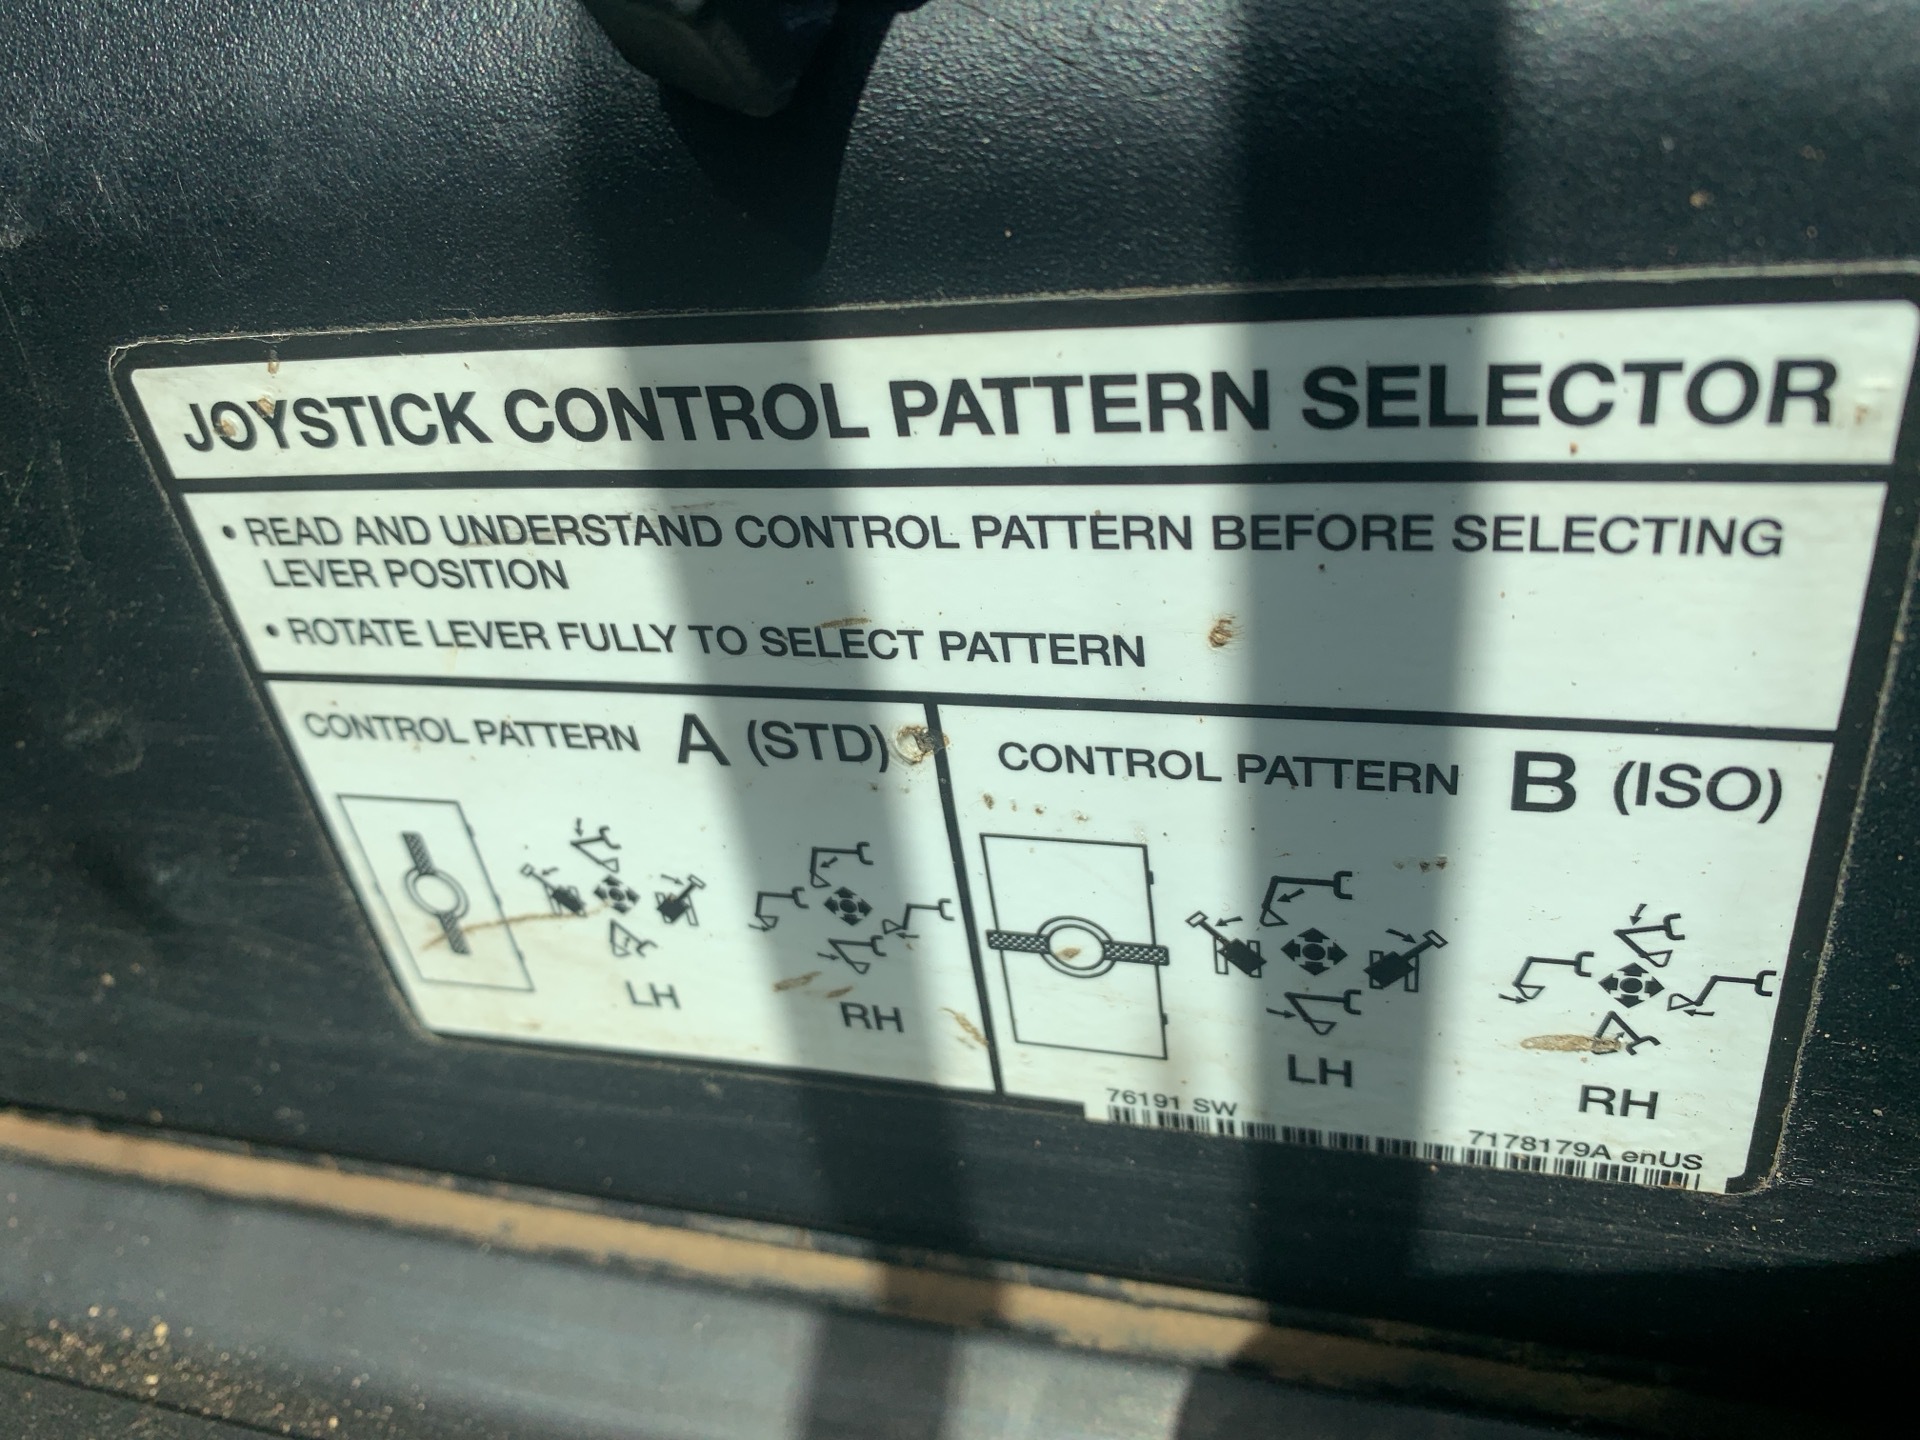 JOYSTICK CONTROL PATTERN SELECTOR
• READ AND UNDERSTAND CONTROL PATTERN BEFORE SELECTING
LEVER POSITION
• ROTATE LEVER FULLY TO SELECT PATTERN
CONTROL PATTERN A (STD)
LH
RH
CONTROL PATTERN B (ISO)
LH
RH
76191 SW
7178179A enUS